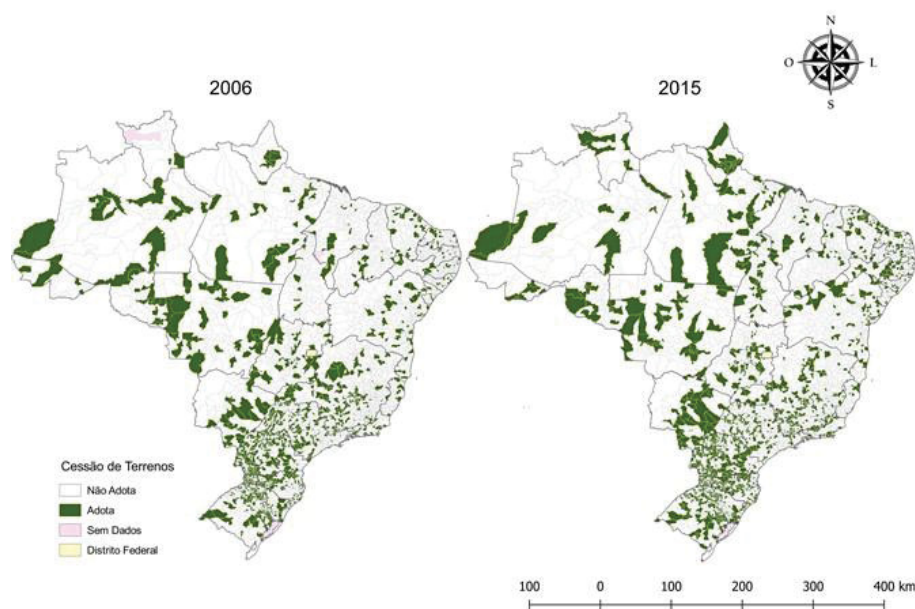 N
O L
S
2006 2015
Cessão de Terrenos
Não Adota
Adota
Sem Dados
Distrito Federal
100 0 100 200 300 400 km